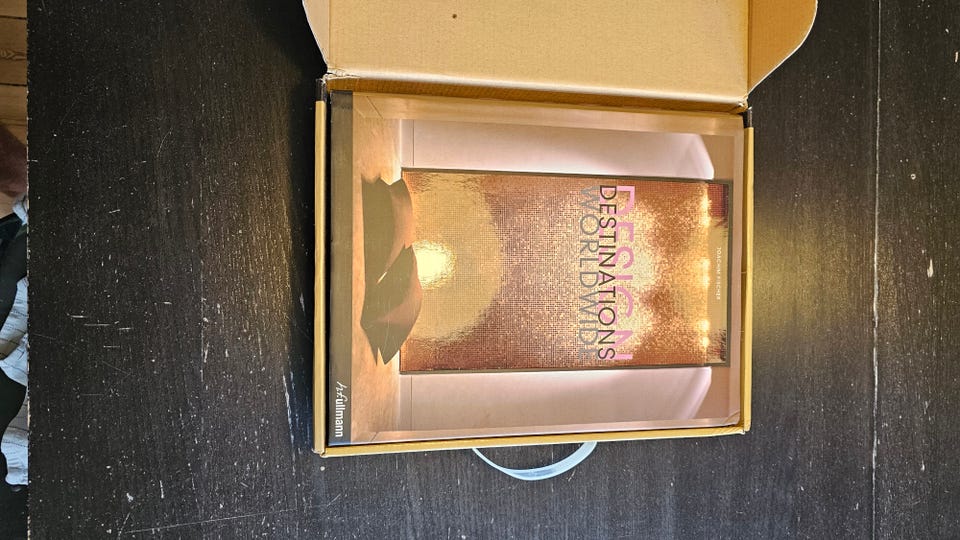 JOACHIM FISCHER
DESIGN
DESTINATIONS
WORLDWIDE
h.f.ullmann